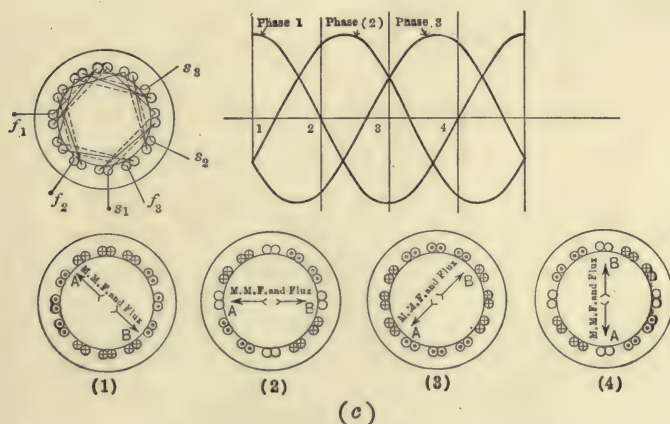 Phase 1 Phase (2) Phase 3
s3
f1
1 2 3 4
s2
f2 s1 f3
A M.M.F. and Flux B
A M.M.F. and Flux B
A M.M.F. and Flux B
A M.M.F. and Flux B
(1) (2) (3) (4)
(c)